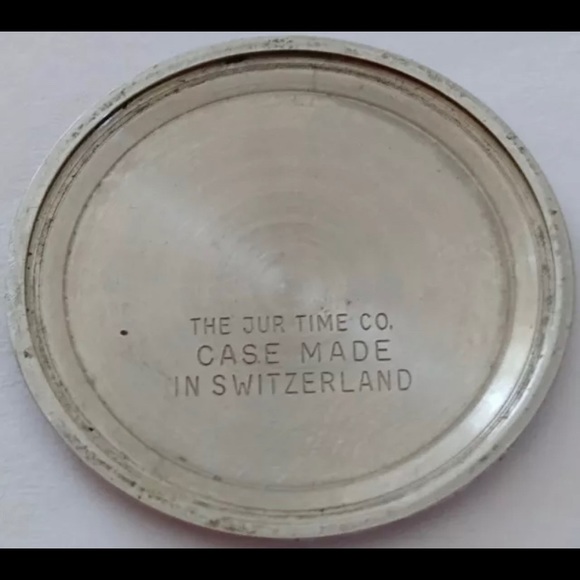 THE JUR TIME CO.
CASE MADE
IN SWITZERLAND